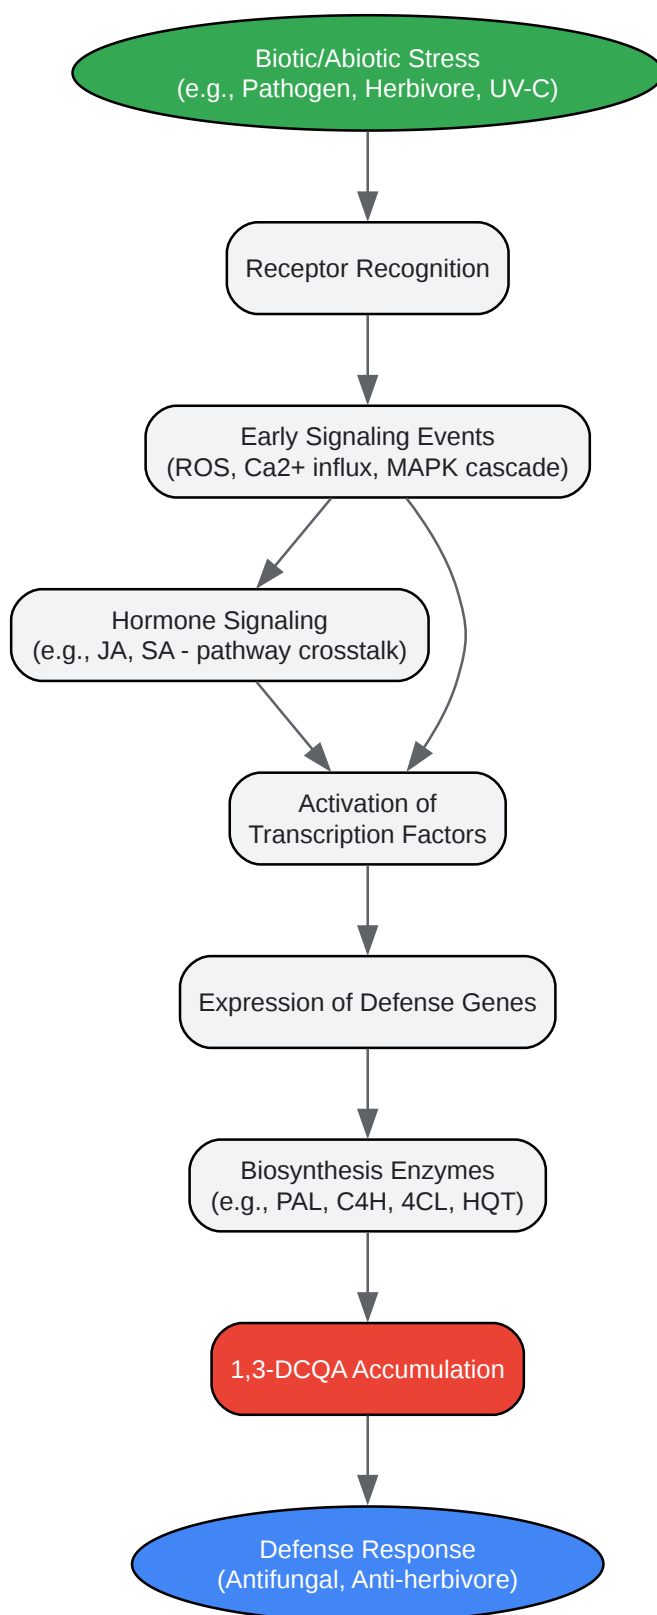 Biotic/Abiotic Stress
(e.g., Pathogen, Herbivore, UV-C)
Receptor Recognition
Early Signaling Events
(ROS, Ca2+ influx, MAPK cascade)
Hormone Signaling
(e.g., JA, SA - pathway crosstalk)
Activation of
Transcription Factors
Expression of Defense Genes
Biosynthesis Enzymes
(e.g., PAL, C4H, 4CL, HQT)
1,3-DCQA Accumulation
Defense Response
(Antifungal, Anti-herbivore)